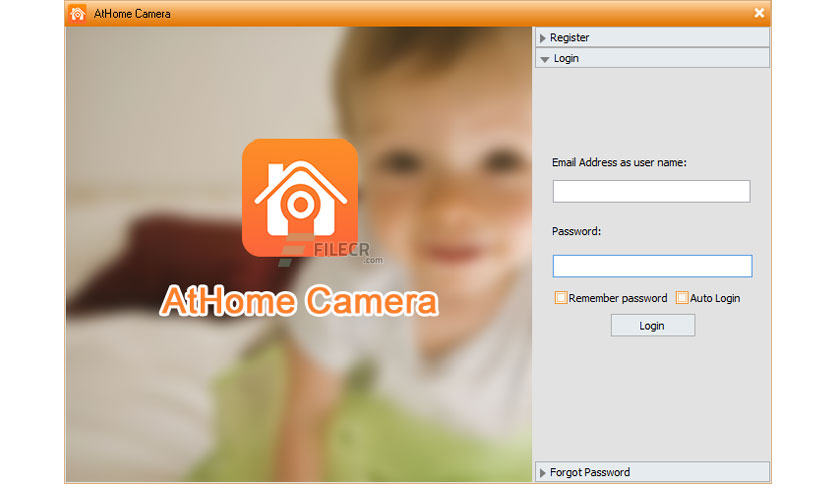 AtHome Camera
Register
Login
Email Address as user name:
Password:
Remember password
Auto Login
Login
Forgot Password
FILECR
.com
AtHome Camera